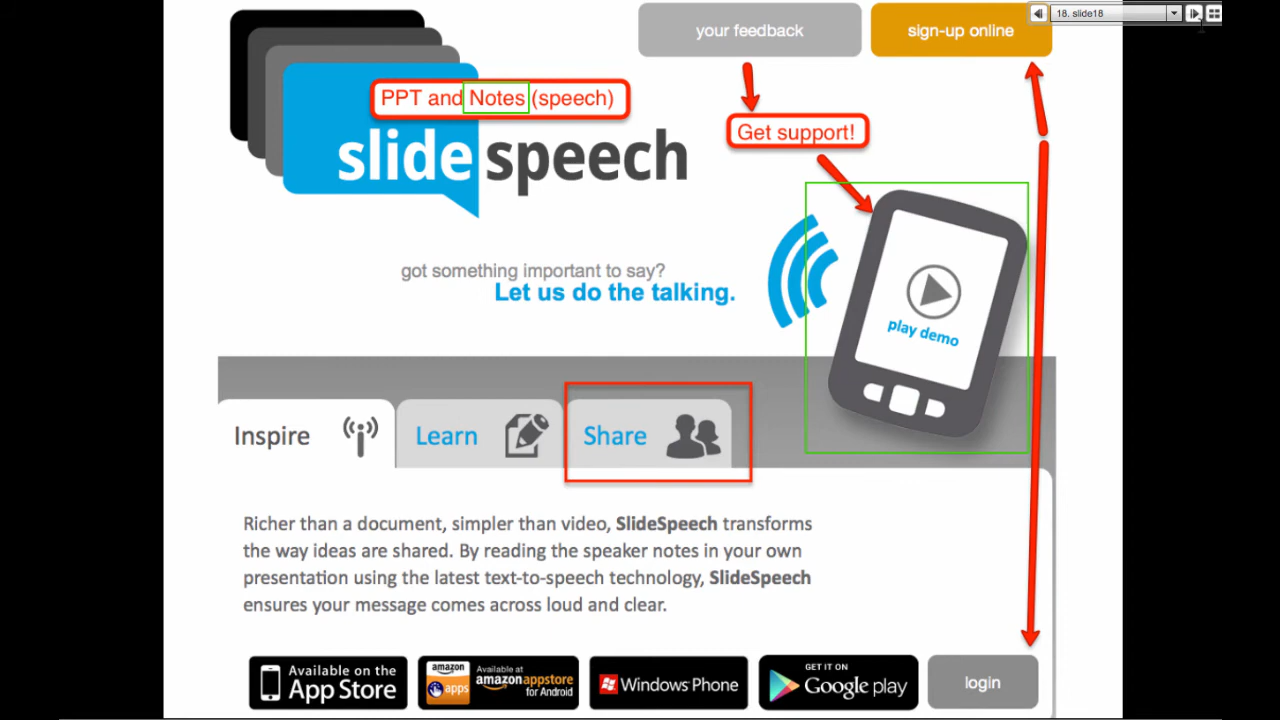 18. slide18
your feedback
sign-up online
PPT and Notes (speech)
Get support!
slidespeech
got something important to say?
Let us do the talking.
play demo
Inspire
Learn
Share
Richer than a document, simpler than video, SlideSpeech transforms
the way ideas are shared. By reading the speaker notes in your own
presentation using the latest text-to-speech technology, SlideSpeech
ensures your message comes across loud and clear.
Available on the
App Store
amazon
apps
Available at
amazon appstore
for Android
Windows Phone
GET IT ON
Google play
login